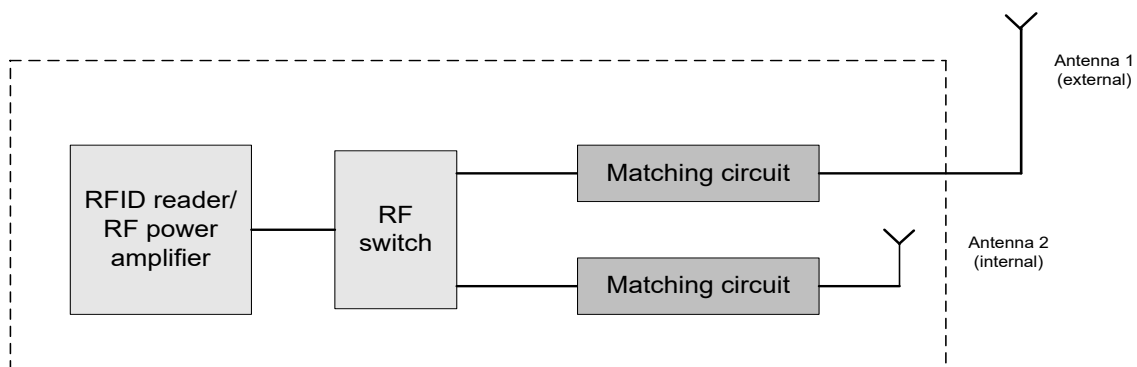 Antenna 1
(external)
Matching circuit
RFID reader/
RF power
amplifier
RF
switch
Antenna 2
(internal)
Matching circuit